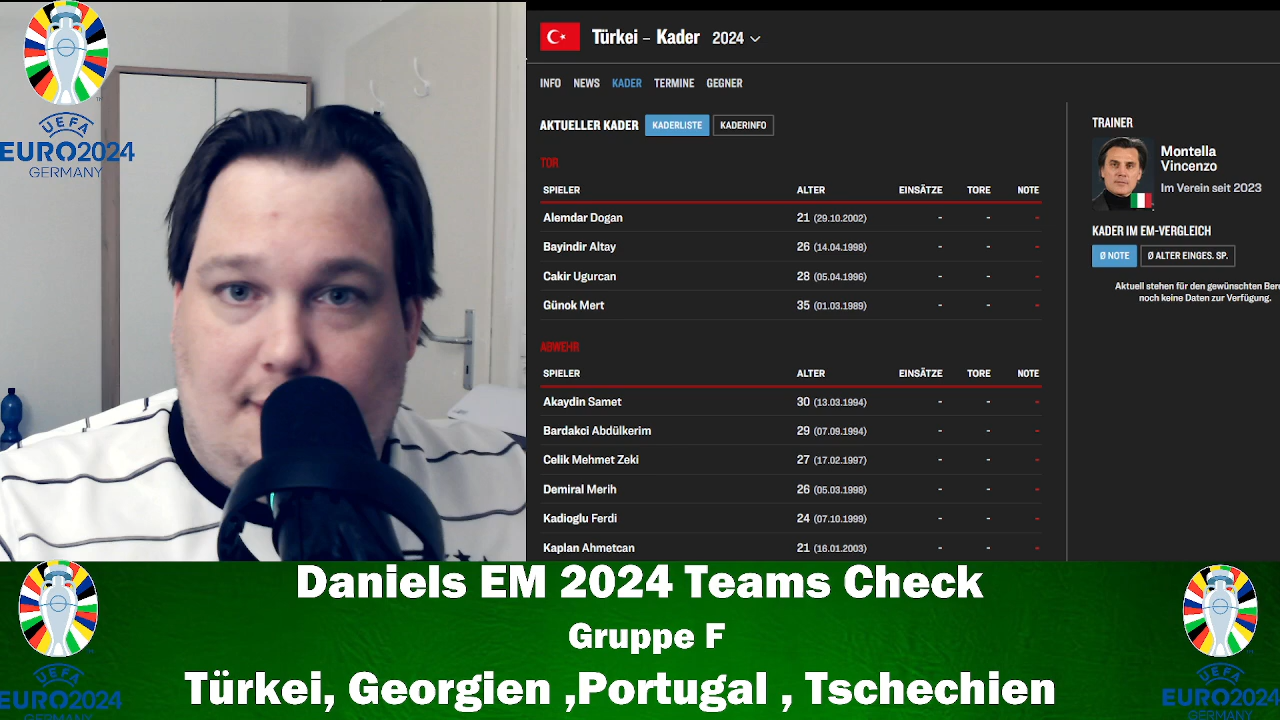 UEFA
EURO2024
GERMANY
Türkei – Kader 2024
INFO NEWS KADER TERMINE GEGNER
AKTUELLER KADER KADERLISTE KADERINFO
TOR
SPIELER ALTER EINSÄTZE TORE NOTE
Alemdar Dogan 21 (29.10.2002) - - -
Bayindir Altay 26 (14.04.1998) - - -
Cakir Ugurcan 28 (05.04.1996) - - -
Günok Mert 35 (01.03.1989) - - -
ABWEHR
SPIELER ALTER EINSÄTZE TORE NOTE
Akaydin Samet 30 (13.03.1994) - - -
Bardakci Abdülkerim 29 (07.09.1994) - - -
Celik Mehmet Zeki 27 (17.02.1997) - - -
Demiral Merih 26 (05.03.1998) - - -
Kadioglu Ferdi 24 (07.10.1999) - - -
Kaplan Ahmetcan 21 (16.01.2003) - - -
TRAINER
Montella
Vincenzo
Im Verein seit 2023
KADER IM EM-VERGLEICH
Ø NOTE Ø ALTER EINGES. SP.
Aktuell stehen für den gewünschten Bere
noch keine Daten zur Verfügung.
Daniels EM 2024 Teams Check
Gruppe F
Türkei, Georgien ,Portugal , Tschechien
UEFA
EURO2024
GERMANY
UEFA
EURO2024
GERMANY